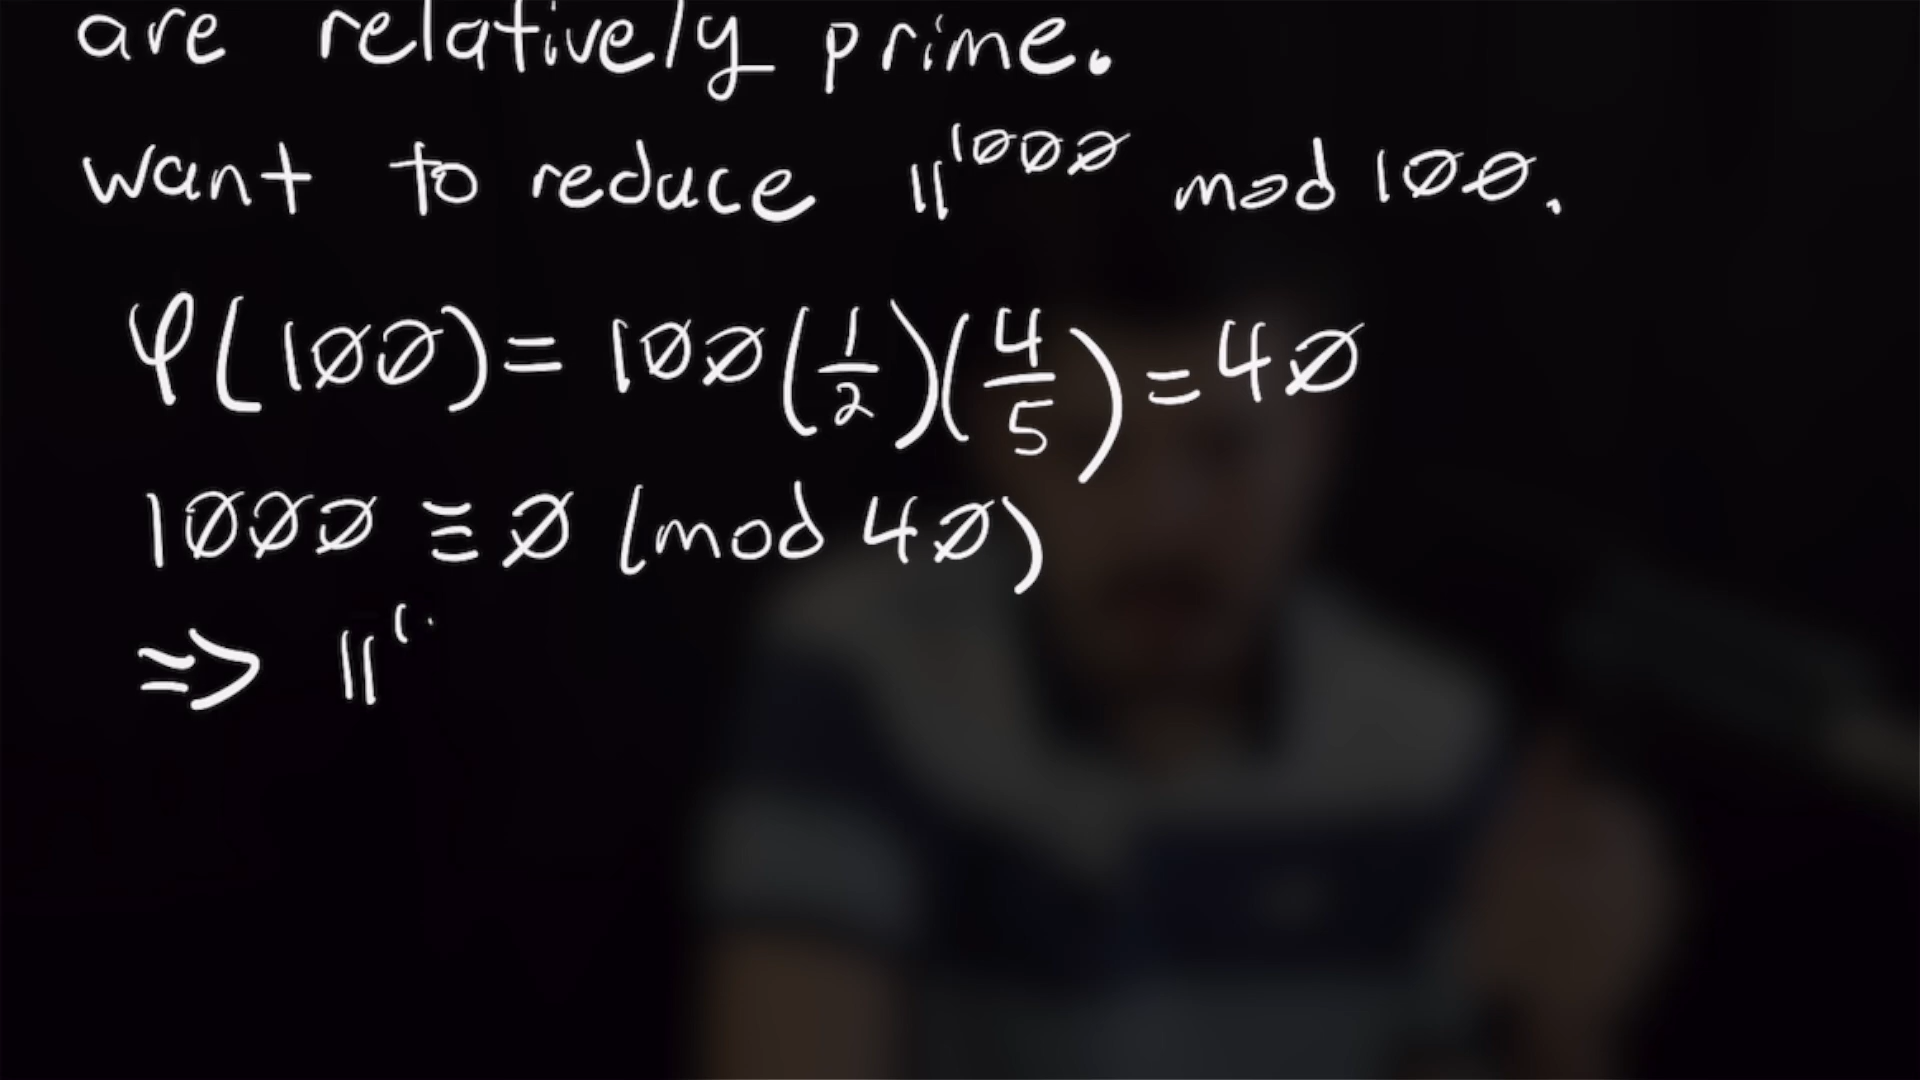 are relatively prime.
want to reduce 11^1000 mod 100.
φ(100) = 100(1/2)(4/5) = 40
1000 ≡ 0 (mod 40)
=> 11^1